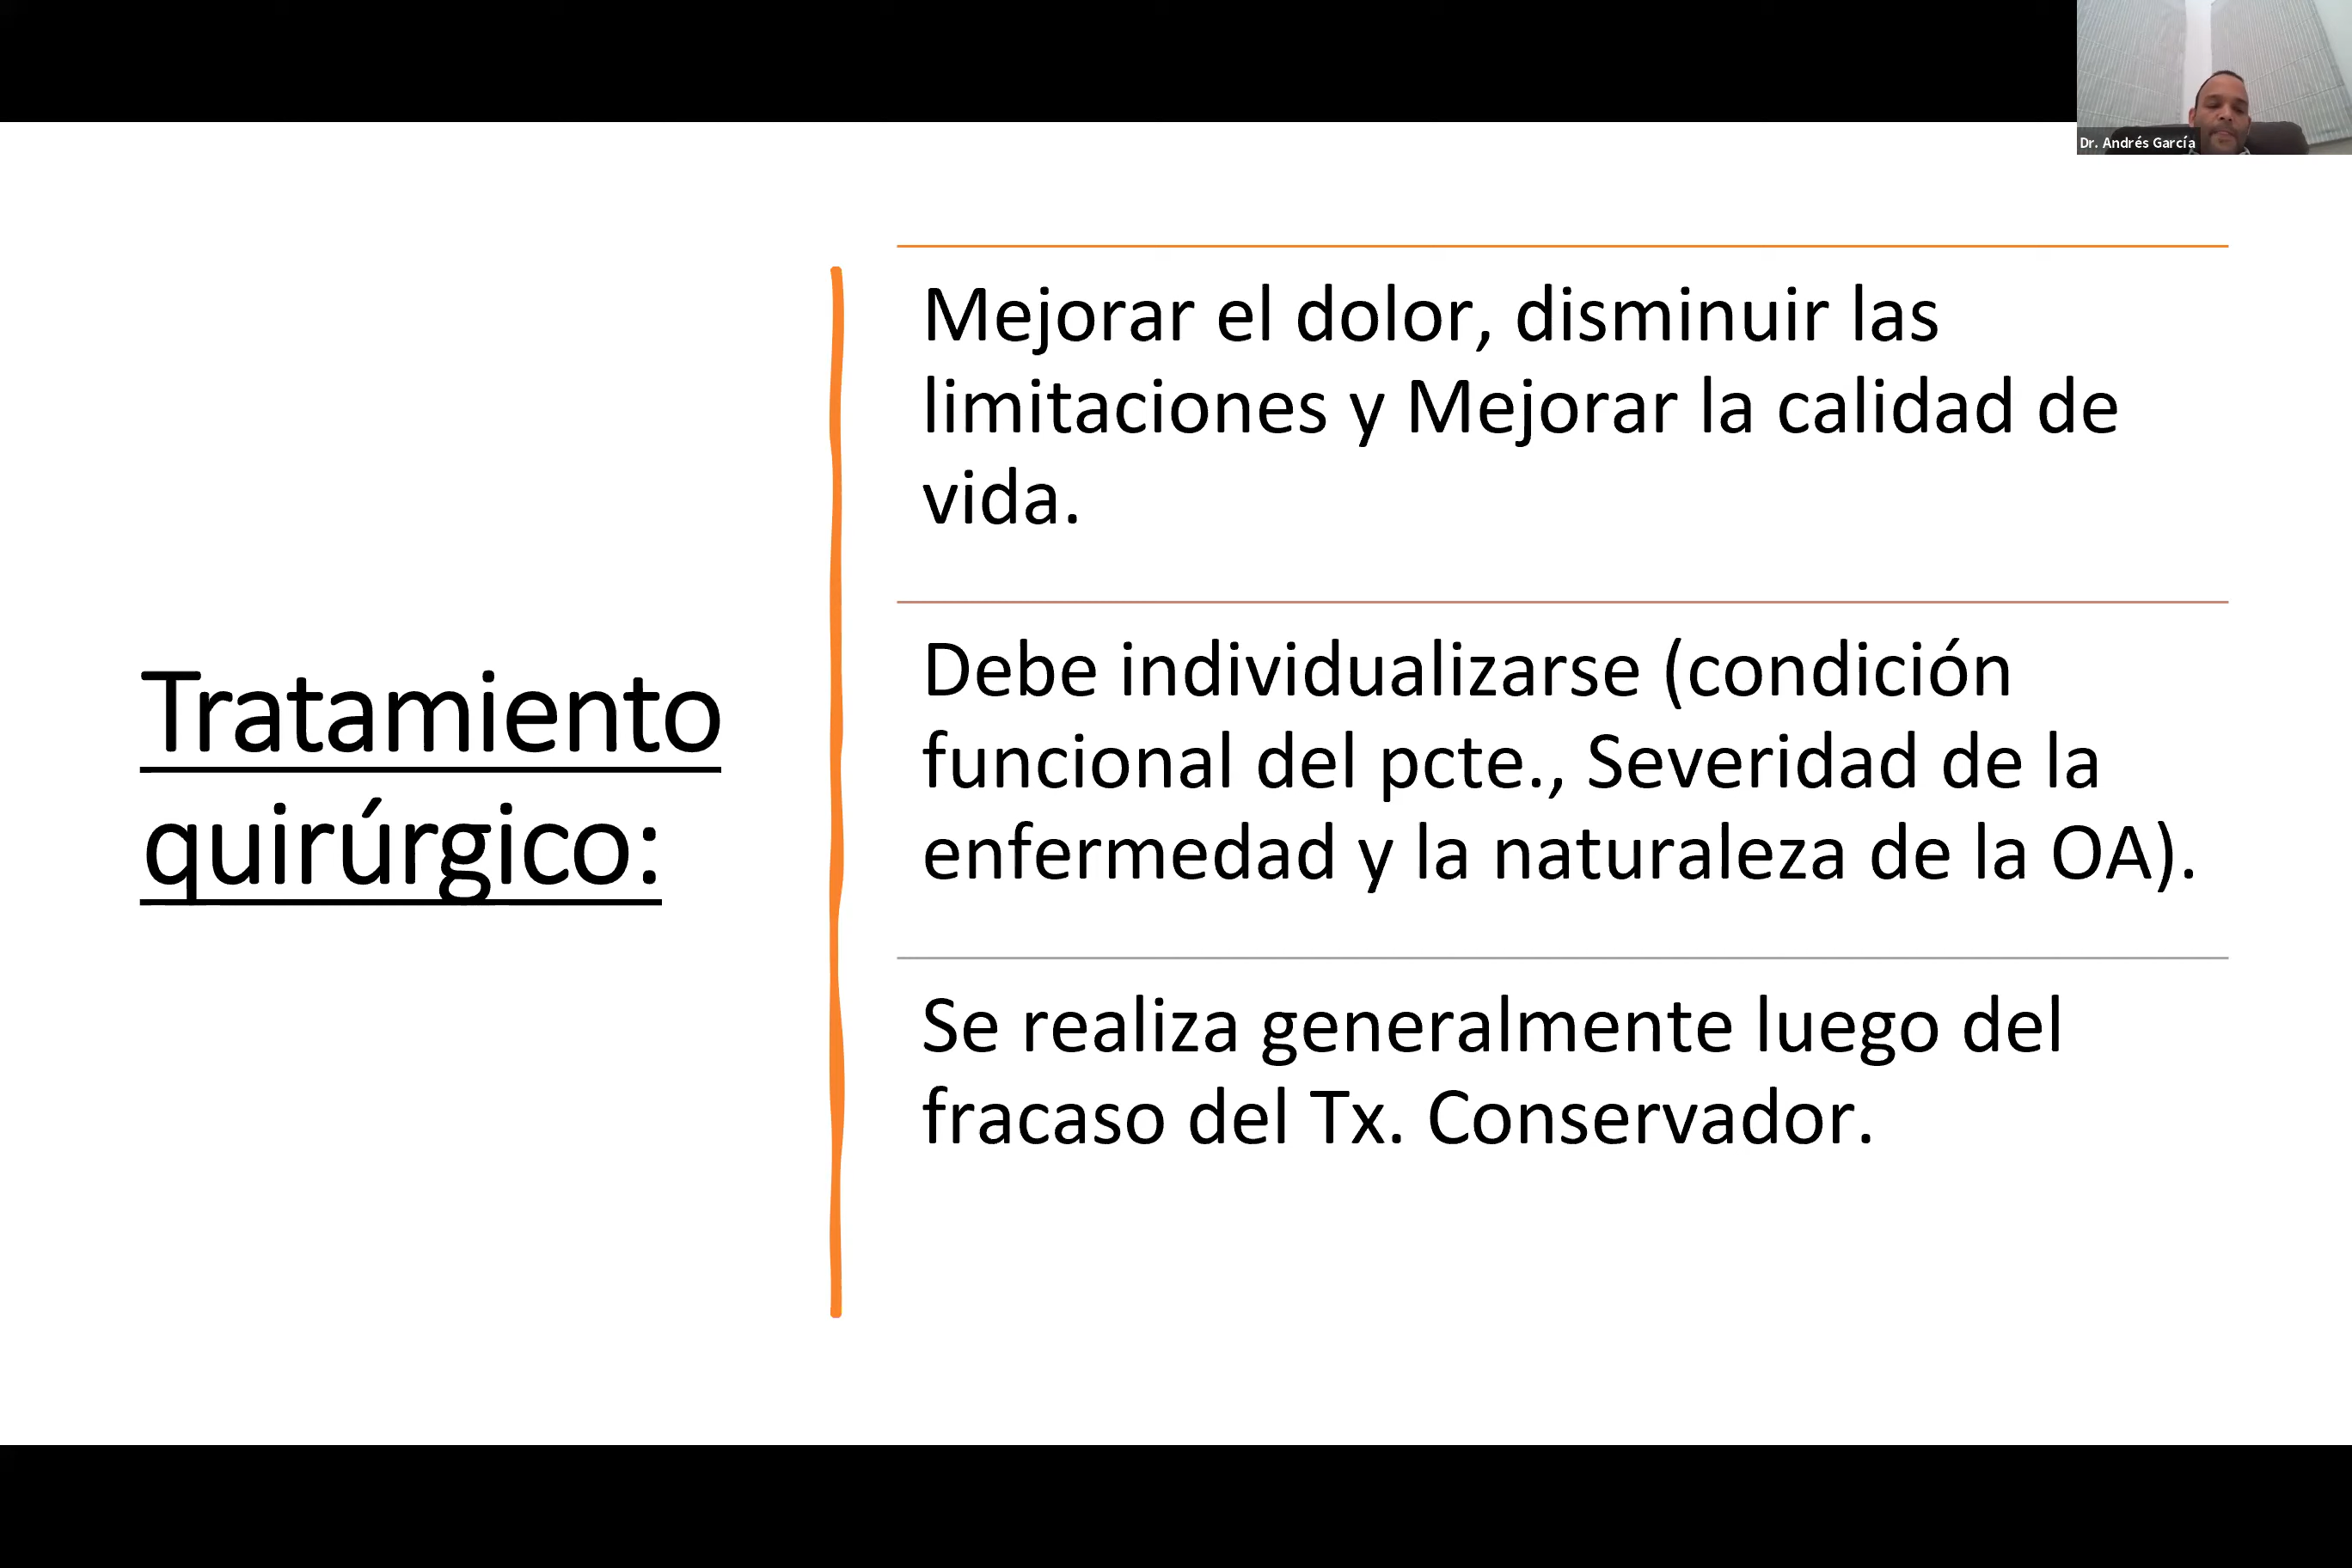 Dr. Andrés García
Tratamiento
quirúrgico:
Mejorar el dolor, disminuir las
limitaciones y Mejorar la calidad de
vida.
Debe individualizarse (condición
funcional del pcte., Severidad de la
enfermedad y la naturaleza de la OA).
Se realiza generalmente luego del
fracaso del Tx. Conservador.